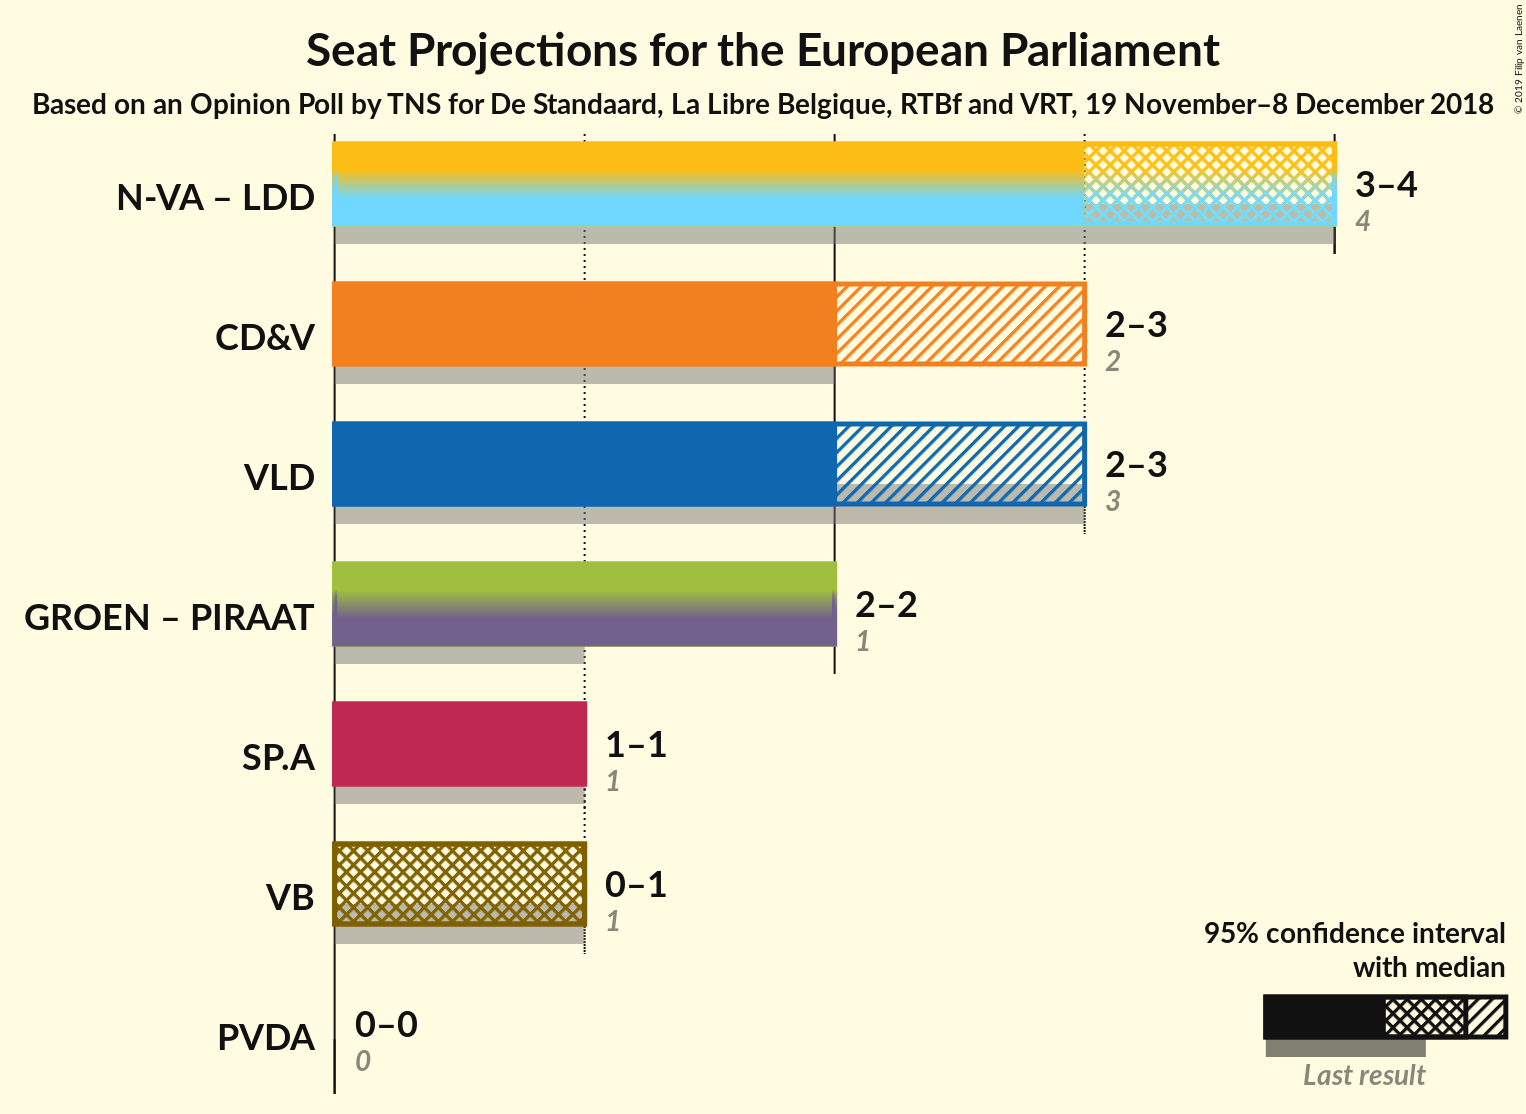 Seat Projections for the European Parliament
Based on an Opinion Poll by TNS for De Standaard, La Libre Belgique, RTBf and VRT, 19 November–8 December 2018
© 2019 Filip van Laenen
N-VA – LDD
3–4
4
CD&V
2–3
2
VLD
2–3
3
GROEN – PIRAAT
2–2
1
SP.A
1–1
1
VB
0–1
1
PVDA
0–0
0
95% confidence interval
with median
Last result